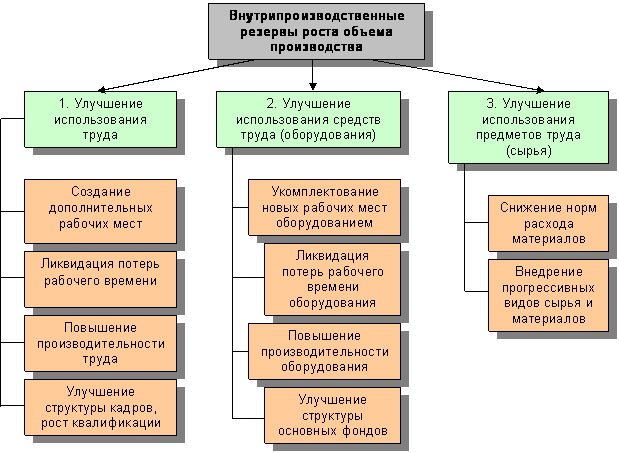 Внутрипроизводственные
резервы роста объема
производства
1. Улучшение
использования
труда
2. Улучшение
использования средств
труда (оборудования)
3. Улучшение
использования
предметов труда
(сырья)
Создание
дополнительных
рабочих мест
Ликвидация потерь
рабочего времени
Повышение
производительности
труда
Улучшение
структуры кадров,
рост квалификации
Укомплектование
новых рабочих мест
оборудованием
Ликвидация
потерь рабочего
времени
оборудования
Повышение
производительности
оборудования
Улучшение
структуры
основных фондов
Снижение норм
расхода
материалов
Внедрение
прогрессивных
видов сырья и
материалов